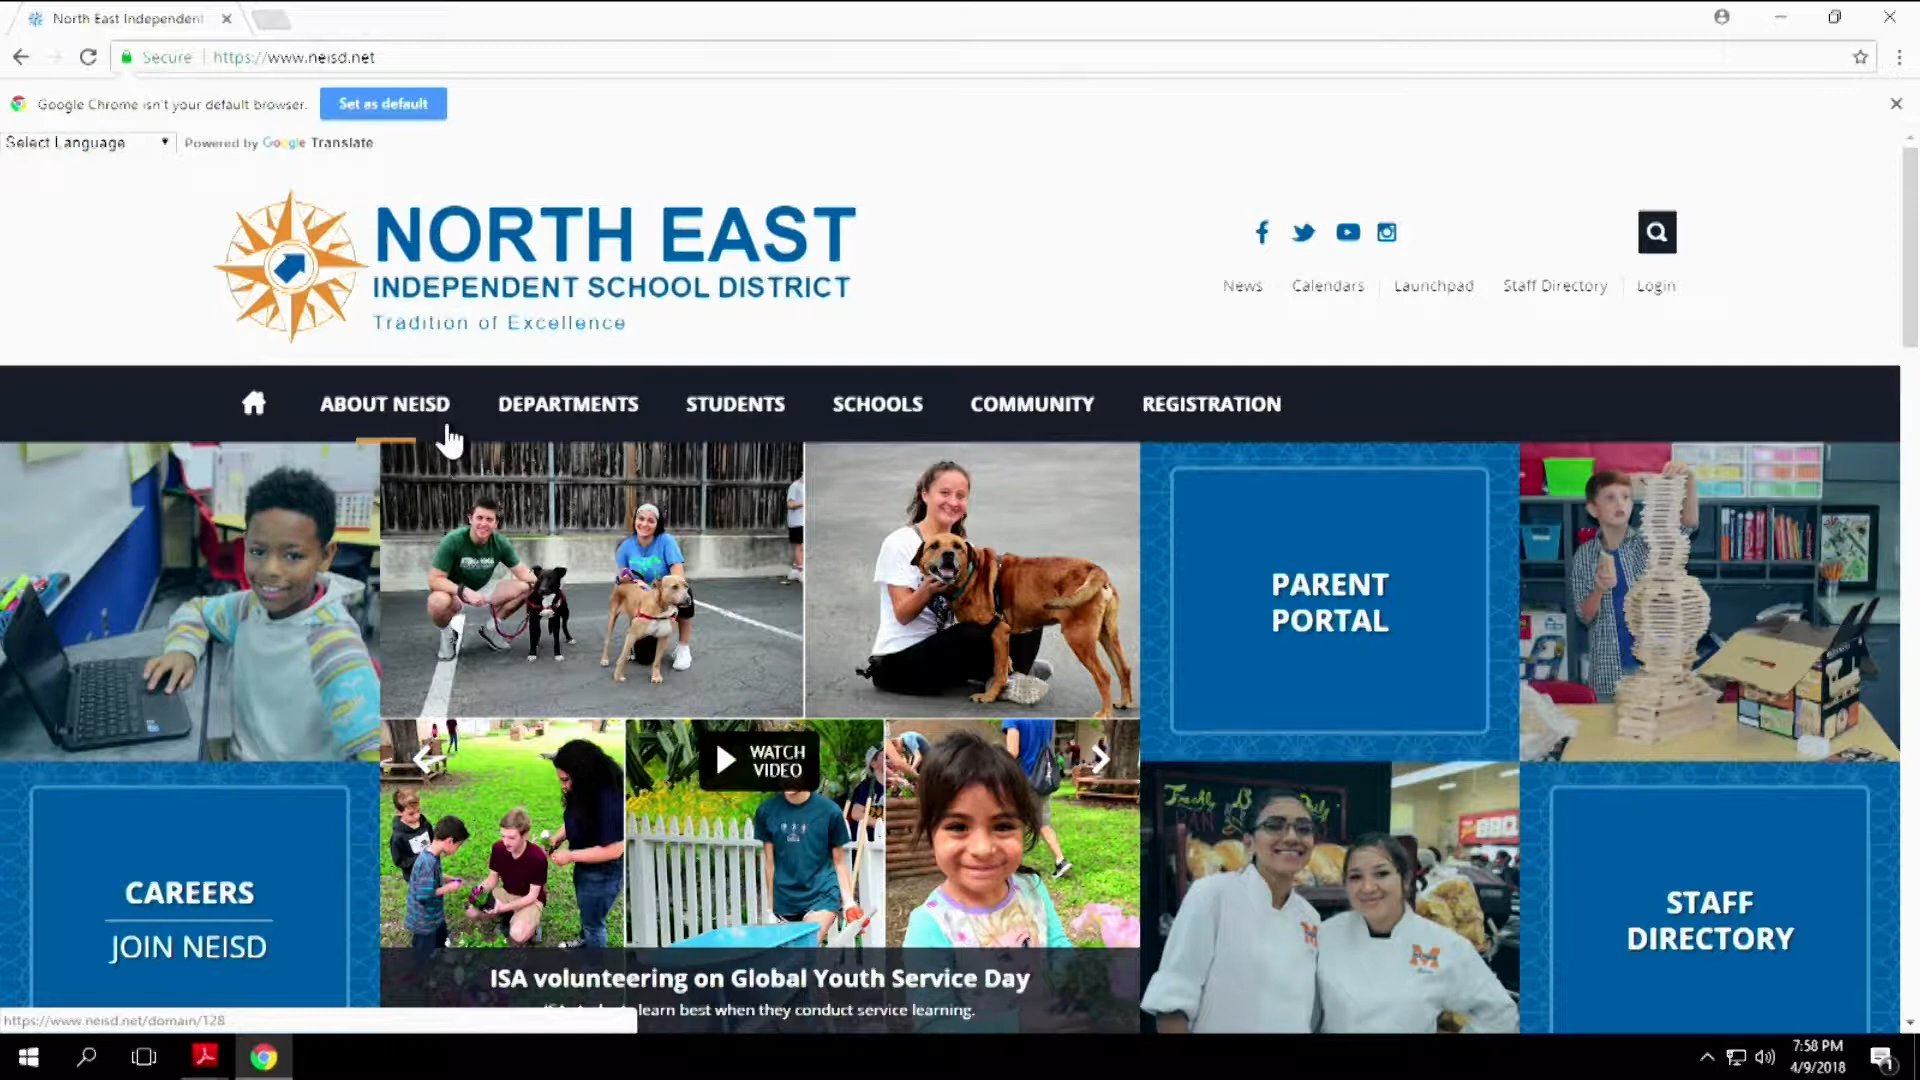 North East Independent
Secure
https://www.neisd.net
Google Chrome isn't your default browser.
Set as default
Select Language
Powered by Google Translate
NORTH EAST
INDEPENDENT SCHOOL DISTRICT
Tradition of Excellence
News
Calendars
Launchpad
Staff Directory
Login
ABOUT NEISD
DEPARTMENTS
STUDENTS
SCHOOLS
COMMUNITY
REGISTRATION
PARENT
PORTAL
WATCH
VIDEO
CAREERS
JOIN NEISD
ISA volunteering on Global Youth Service Day
learn best when they conduct service learning.
STAFF
DIRECTORY
https://www.neisd.net/domain/128
7:58 PM
4/9/2018
1